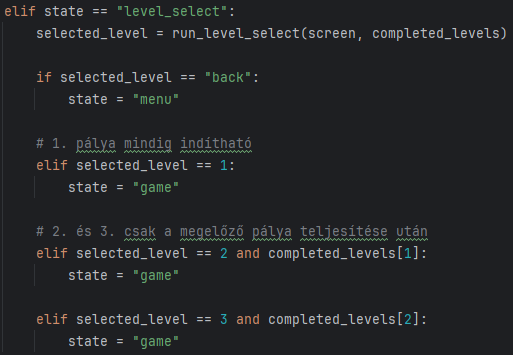 elif state == "level_select":
selected_level = run_level_select(screen, completed_levels)
if selected_level == "back":
state = "menu"
# 1. pálya mindig indítható
elif selected_level == 1:
state = "game"
# 2. és 3. csak a megelőző pálya teljesítése után
elif selected_level == 2 and completed_levels[1]:
state = "game"
elif selected_level == 3 and completed_levels[2]:
state = "game"